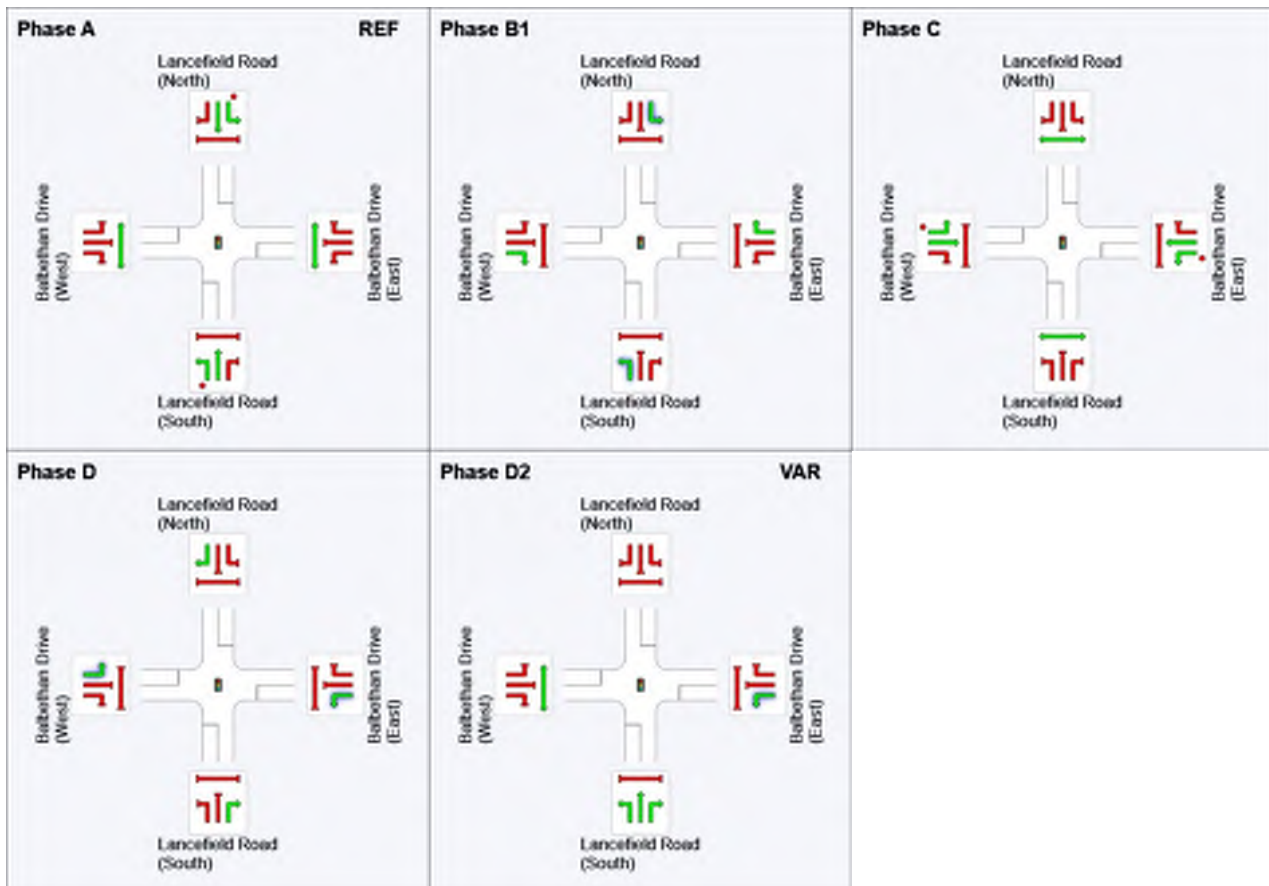 Phase A
REF
Lancefield Road
(North)
Balbethan Drive
(West)
Balbethan Drive
(East)
Lancefield Road
(South)
Phase B1
Lancefield Road
(North)
Balbethan Drive
(West)
Balbethan Drive
(East)
Lancefield Road
(South)
Phase C
Lancefield Road
(North)
Balbethan Drive
(West)
Balbethan Drive
(East)
Lancefield Road
(South)
Phase D
Lancefield Road
(North)
Balbethan Drive
(West)
Balbethan Drive
(East)
Lancefield Road
(South)
Phase D2
VAR
Lancefield Road
(North)
Balbethan Drive
(West)
Balbethan Drive
(East)
Lancefield Road
(South)